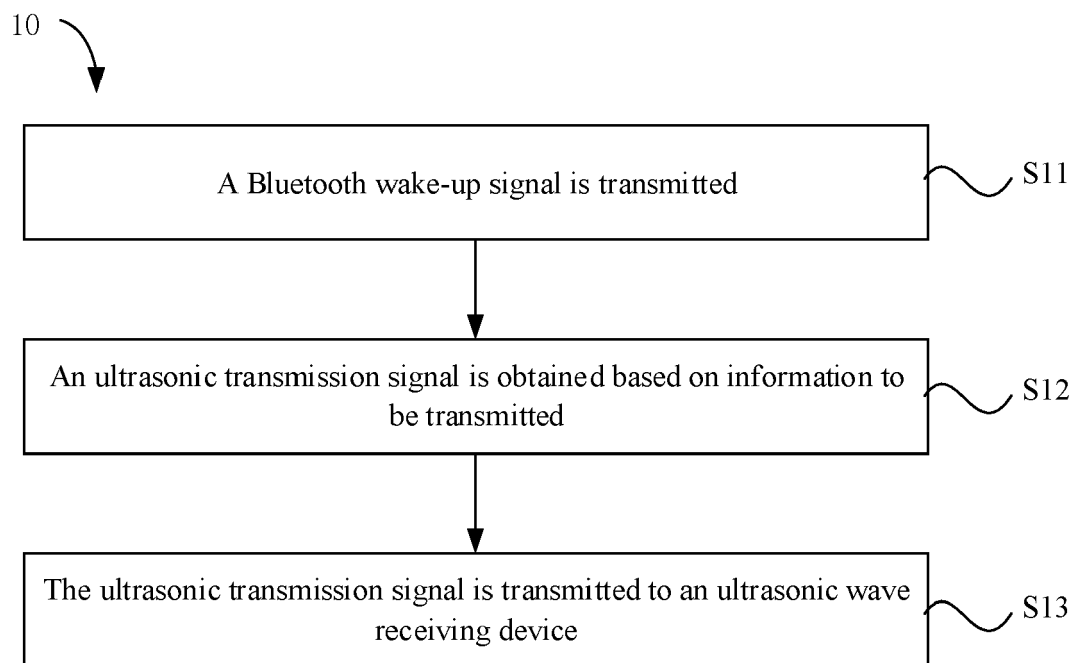 10
A Bluetooth wake-up signal is transmitted
S11
An ultrasonic transmission signal is obtained based on information to
be transmitted
S12
The ultrasonic transmission signal is transmitted to an ultrasonic wave
receiving device
S13